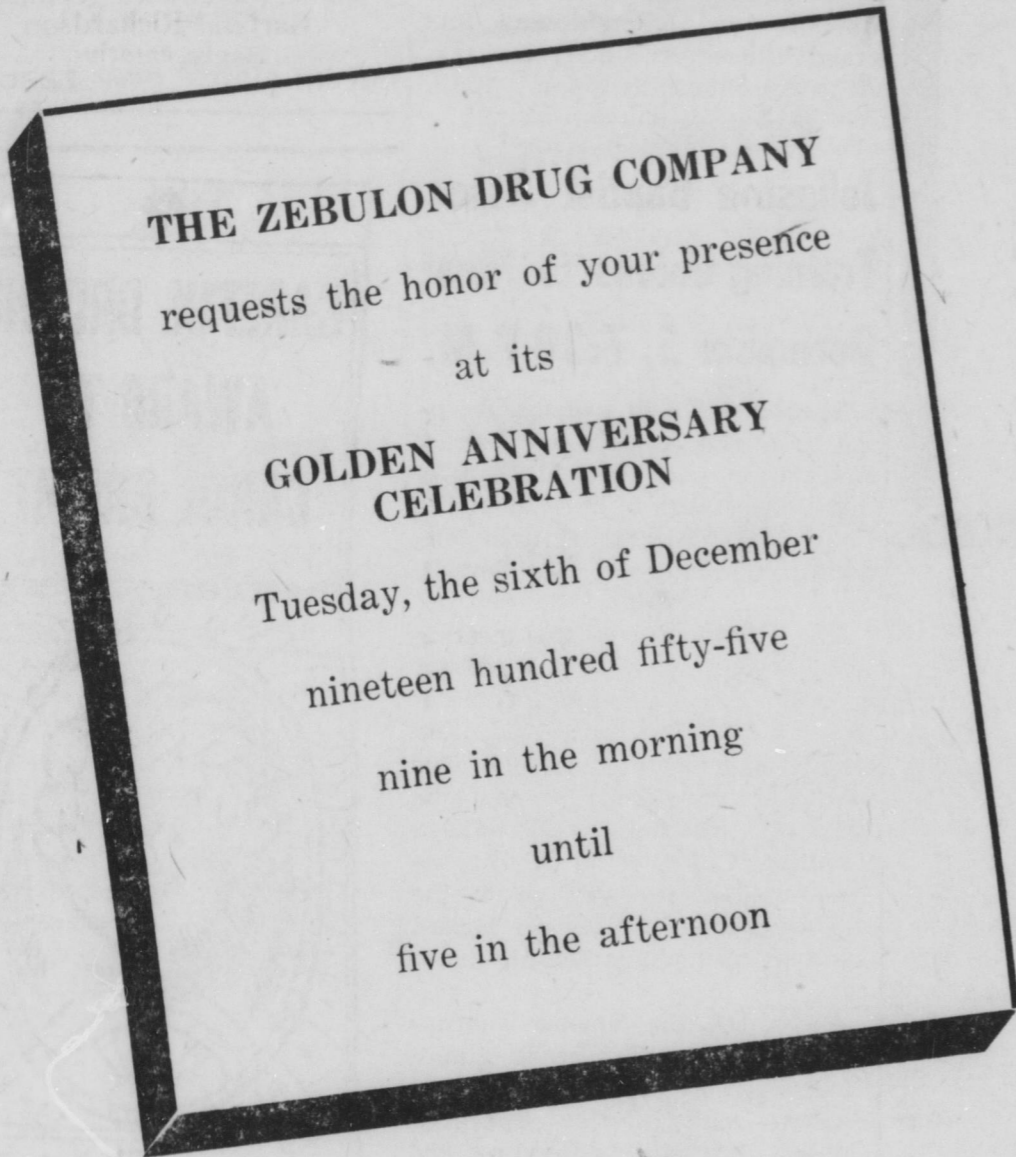 THE ZEBULON DRUG COMPANY
requests the honor of your presence
at its
GOLDEN ANNIVERSARY
CELEBRATION
Tuesday, the sixth of December
nineteen hundred fifty-five
nine in the morning
until
five in the afternoon